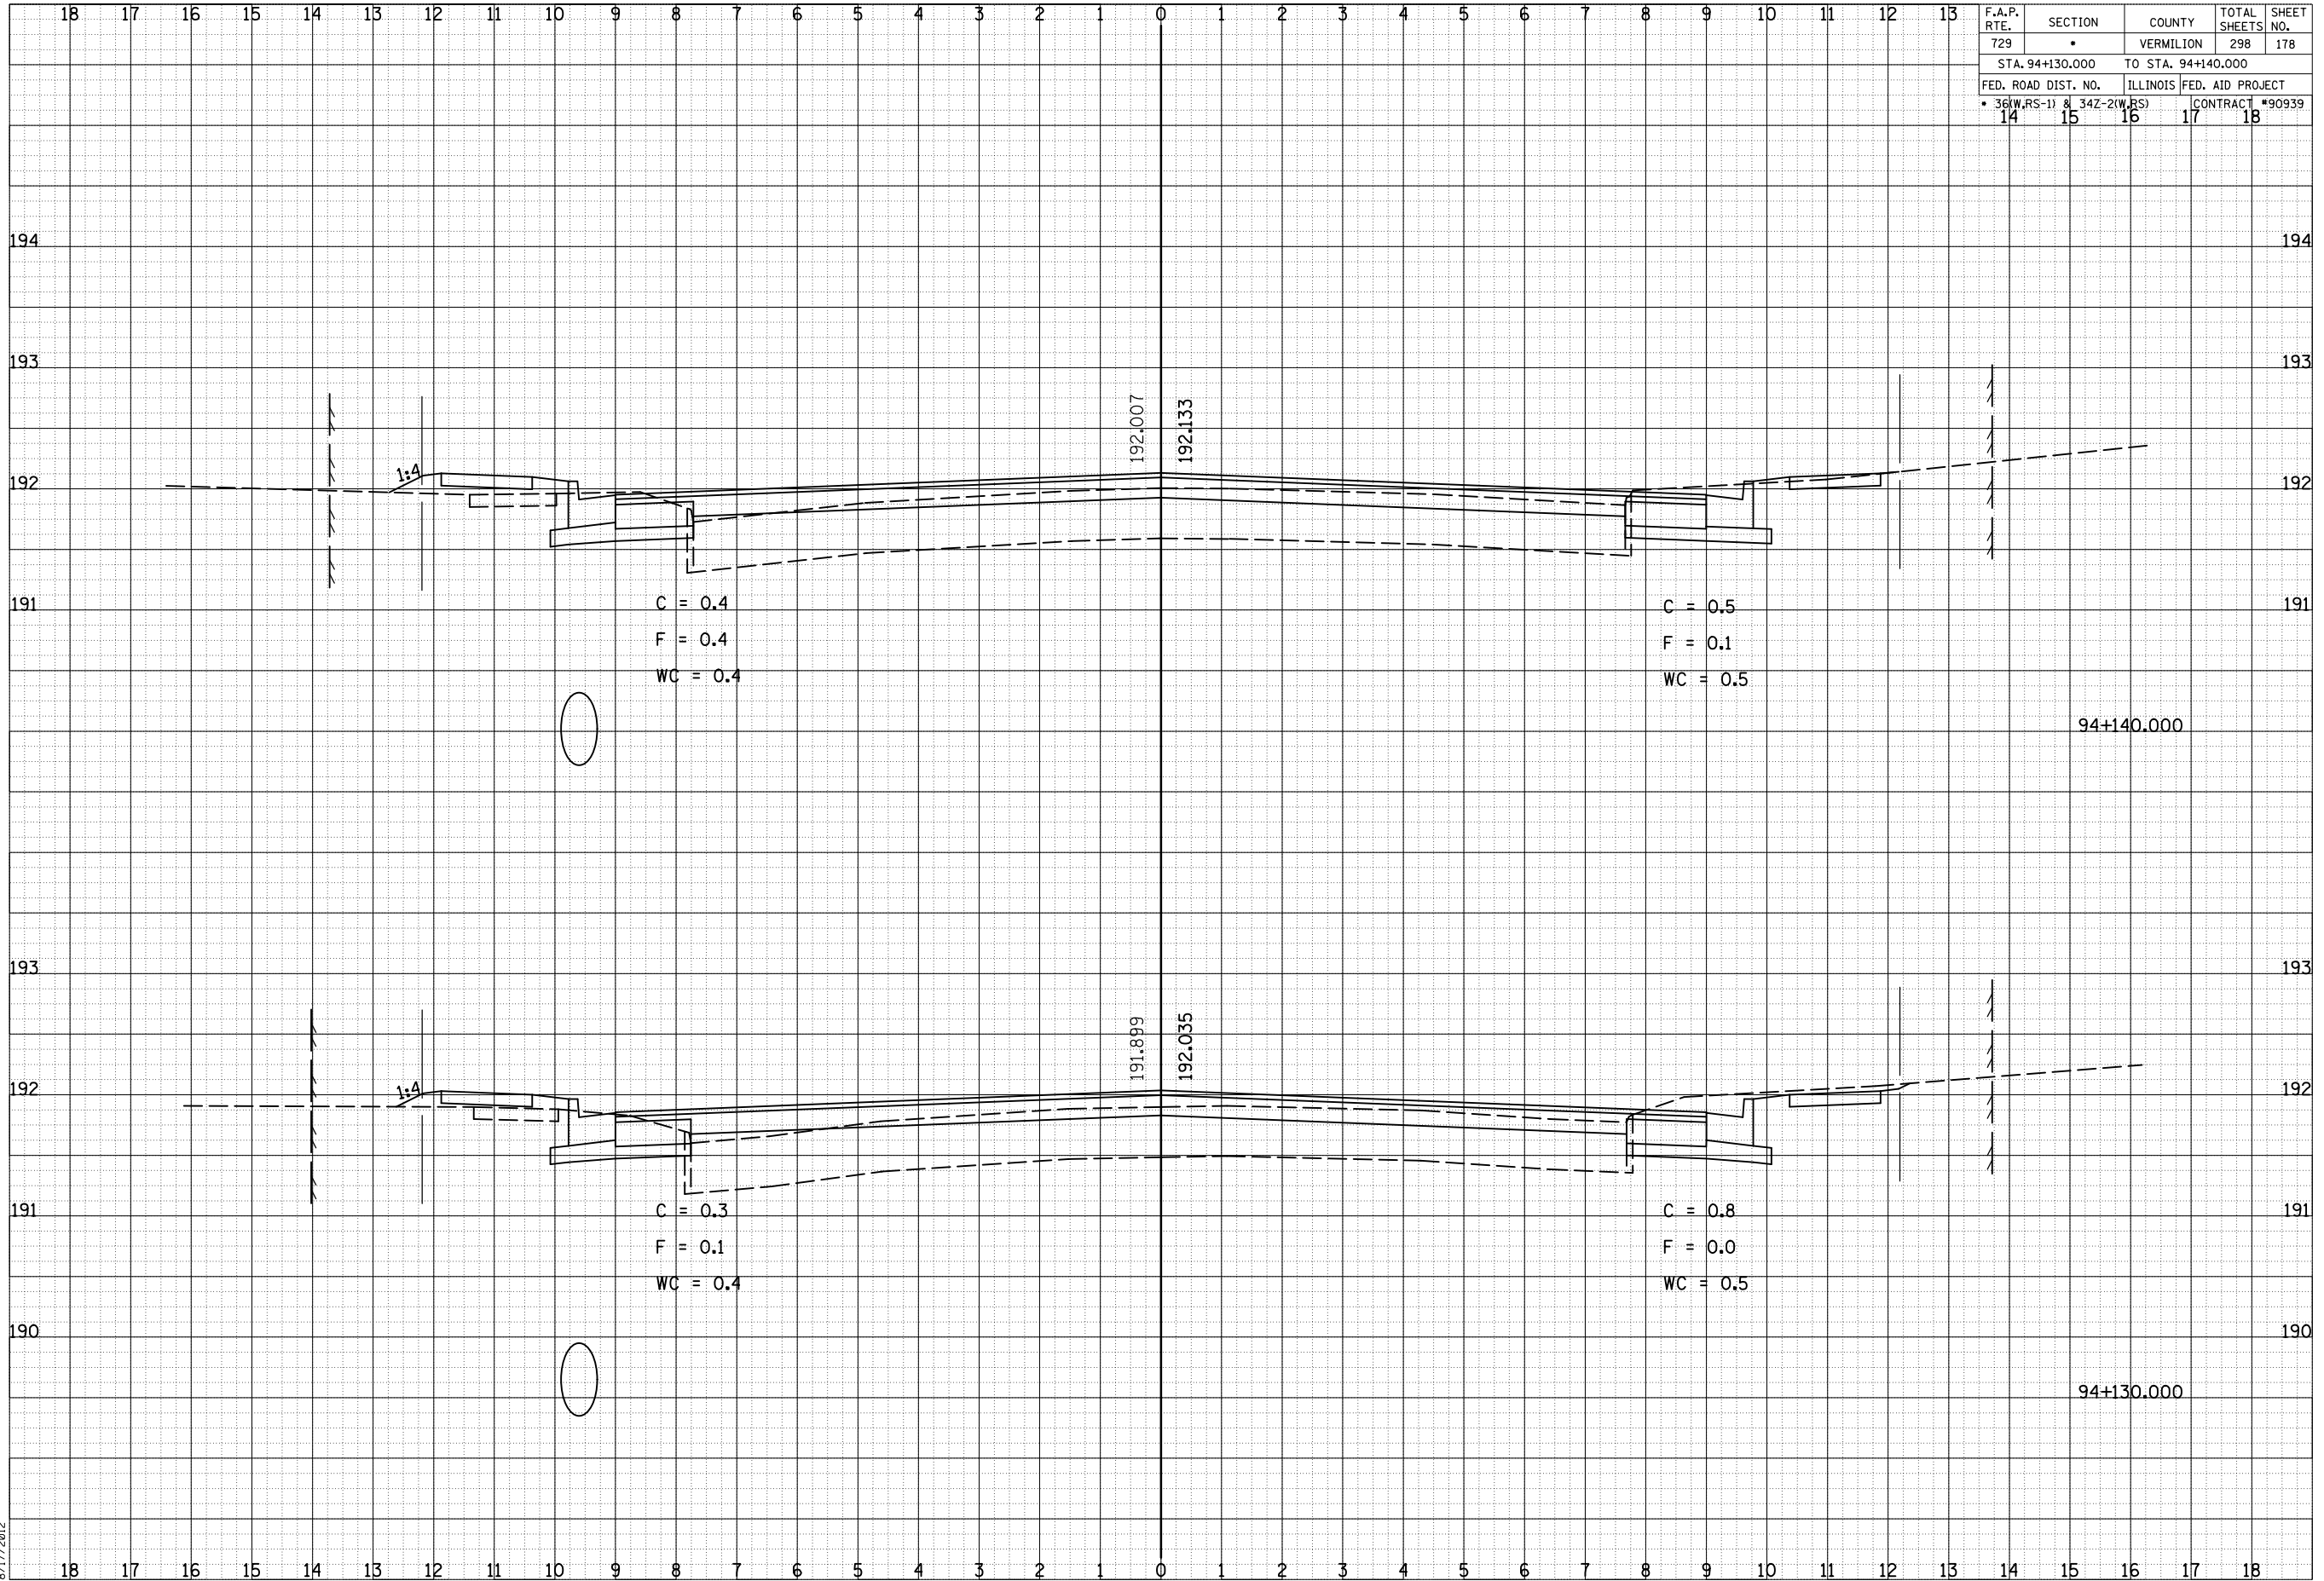 18 17 16 15 14 13 12 11 10 9 8 7 6 5 4 3 2 1 0 1 2 3 4 5 6 7 8 9 10 11 12 13
F.A.P. RTE. SECTION COUNTY TOTAL SHEETS SHEET NO.
729 • VERMILION 298 178
STA. 94+130.000 TO STA. 94+140.000
FED. ROAD DIST. NO. ILLINOIS FED. AID PROJECT
• 36(W,RS-1) & 34Z-2(W,RS) CONTRACT #90939
14 15 16 17 18
194 194
193 193
192.007 192.133
1:4
192 192
191 191
C = 0.4 C = 0.5
F = 0.4 F = 0.1
WC = 0.4 WC = 0.5
94+140.000
193 193
191.899 192.035
1:4
192 192
191 191
C = 0.3 C = 0.8
F = 0.1 F = 0.0
WC = 0.4 WC = 0.5
190 190
94+130.000
18 17 16 15 14 13 12 11 10 9 8 7 6 5 4 3 2 1 0 1 2 3 4 5 6 7 8 9 10 11 12 13 14 15 16 17 18